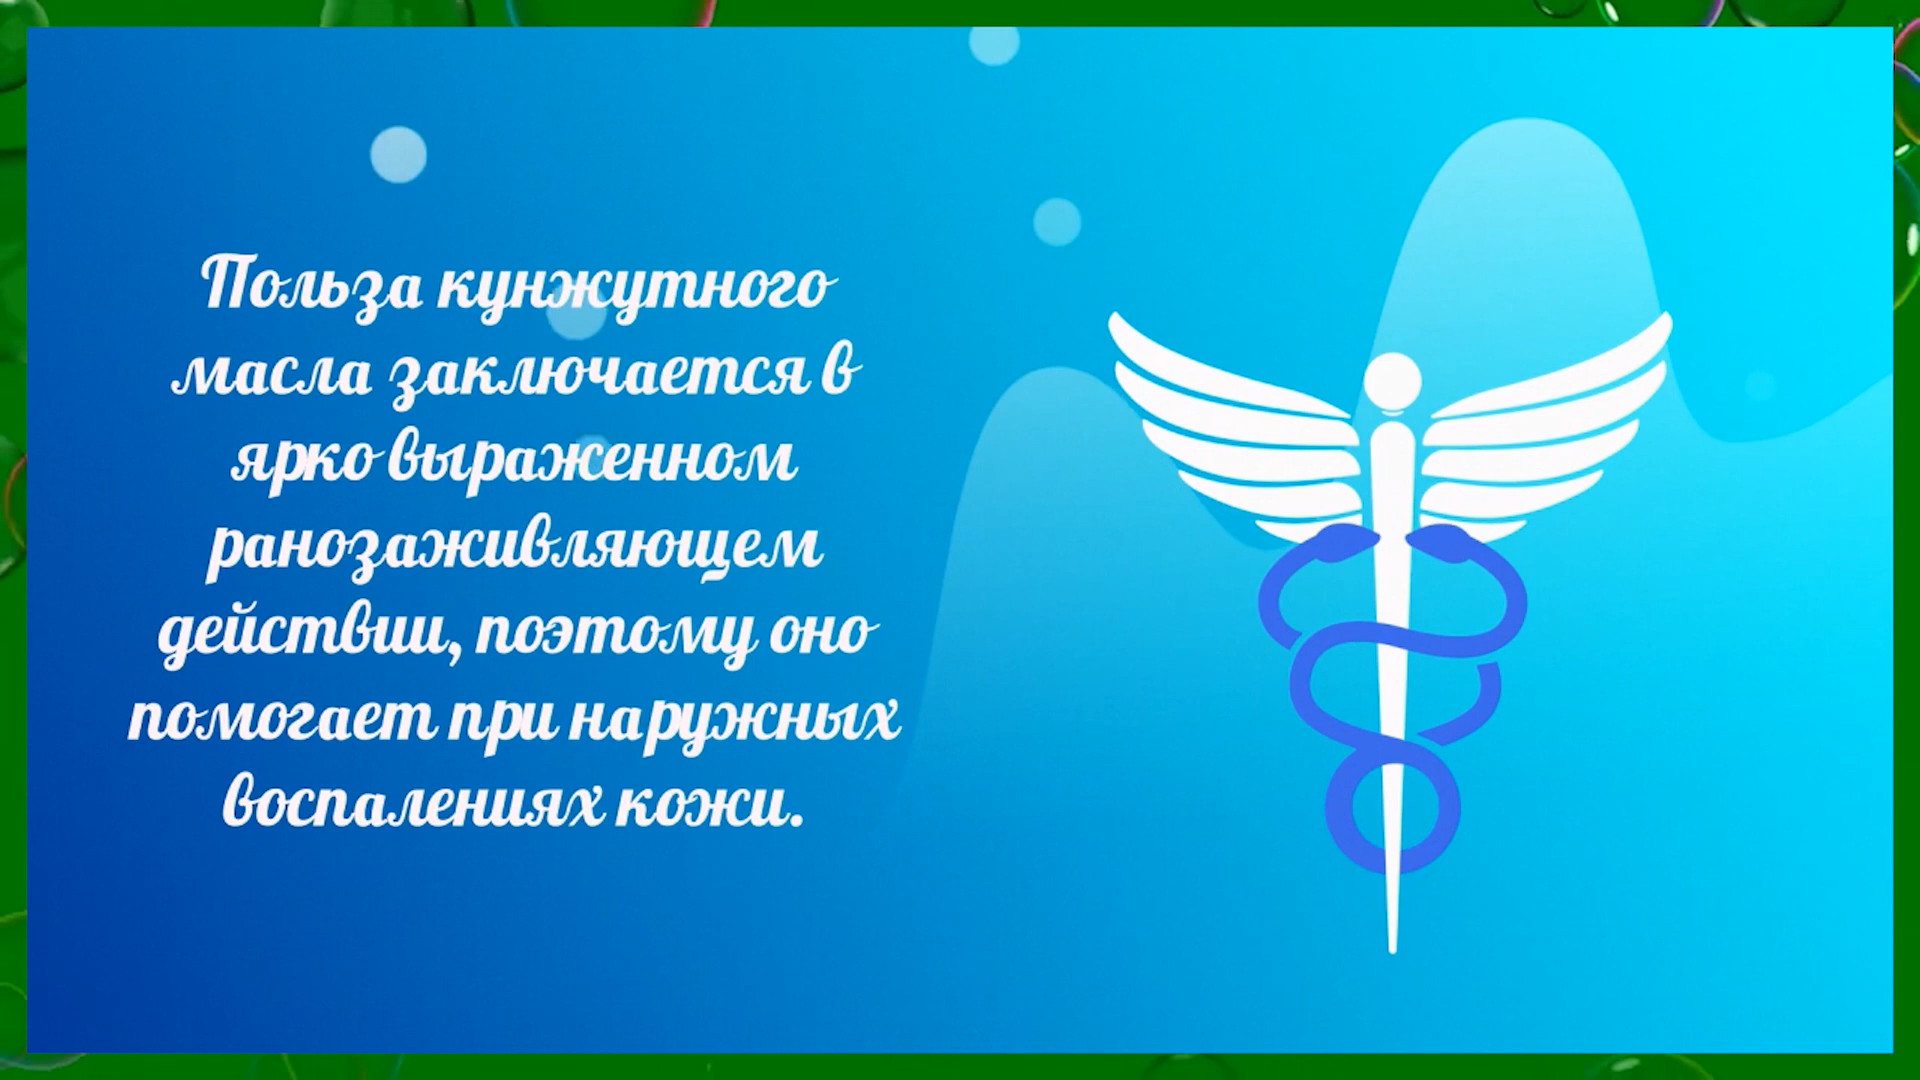 Польза кунжутного
масла заключается в
ярко выраженном
ранозаживляющем
действии, поэтому оно
помогает при наружных
воспалениях кожи.